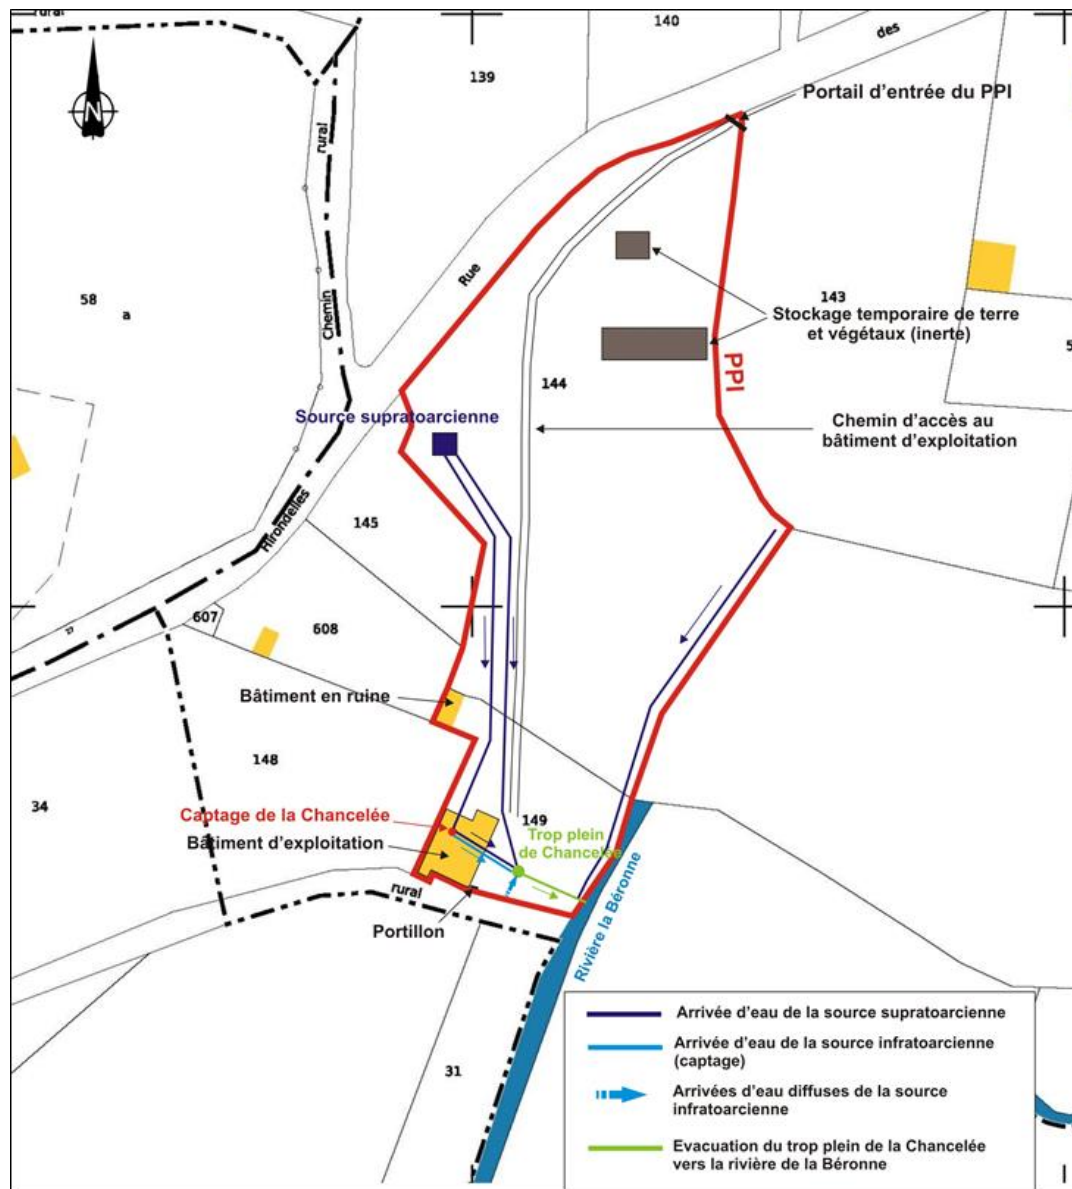 rural
140
des
139
Portail d'entrée du PPI
rural
Rue
58
a
Chemin
143
Stockage temporaire de terre
et végétaux (inerte)
PPI
144
Source supratoarcienne
Chemin d'accès au
bâtiment d'exploitation
Hirondelles
145
607
608
Bâtiment en ruine
148
34
Captage de la Chancelée
149
Trop plein
de Chancelée
Bâtiment d'exploitation
rural
Portillon
Rivière la Béronne
31
Arrivée d'eau de la source supratoarcienne
Arrivée d'eau de la source infratoarcienne
(captage)
Arrivées d'eau diffuses de la source
infratoarcienne
Evacuation du trop plein de la Chancelée
vers la rivière de la Béronne
N